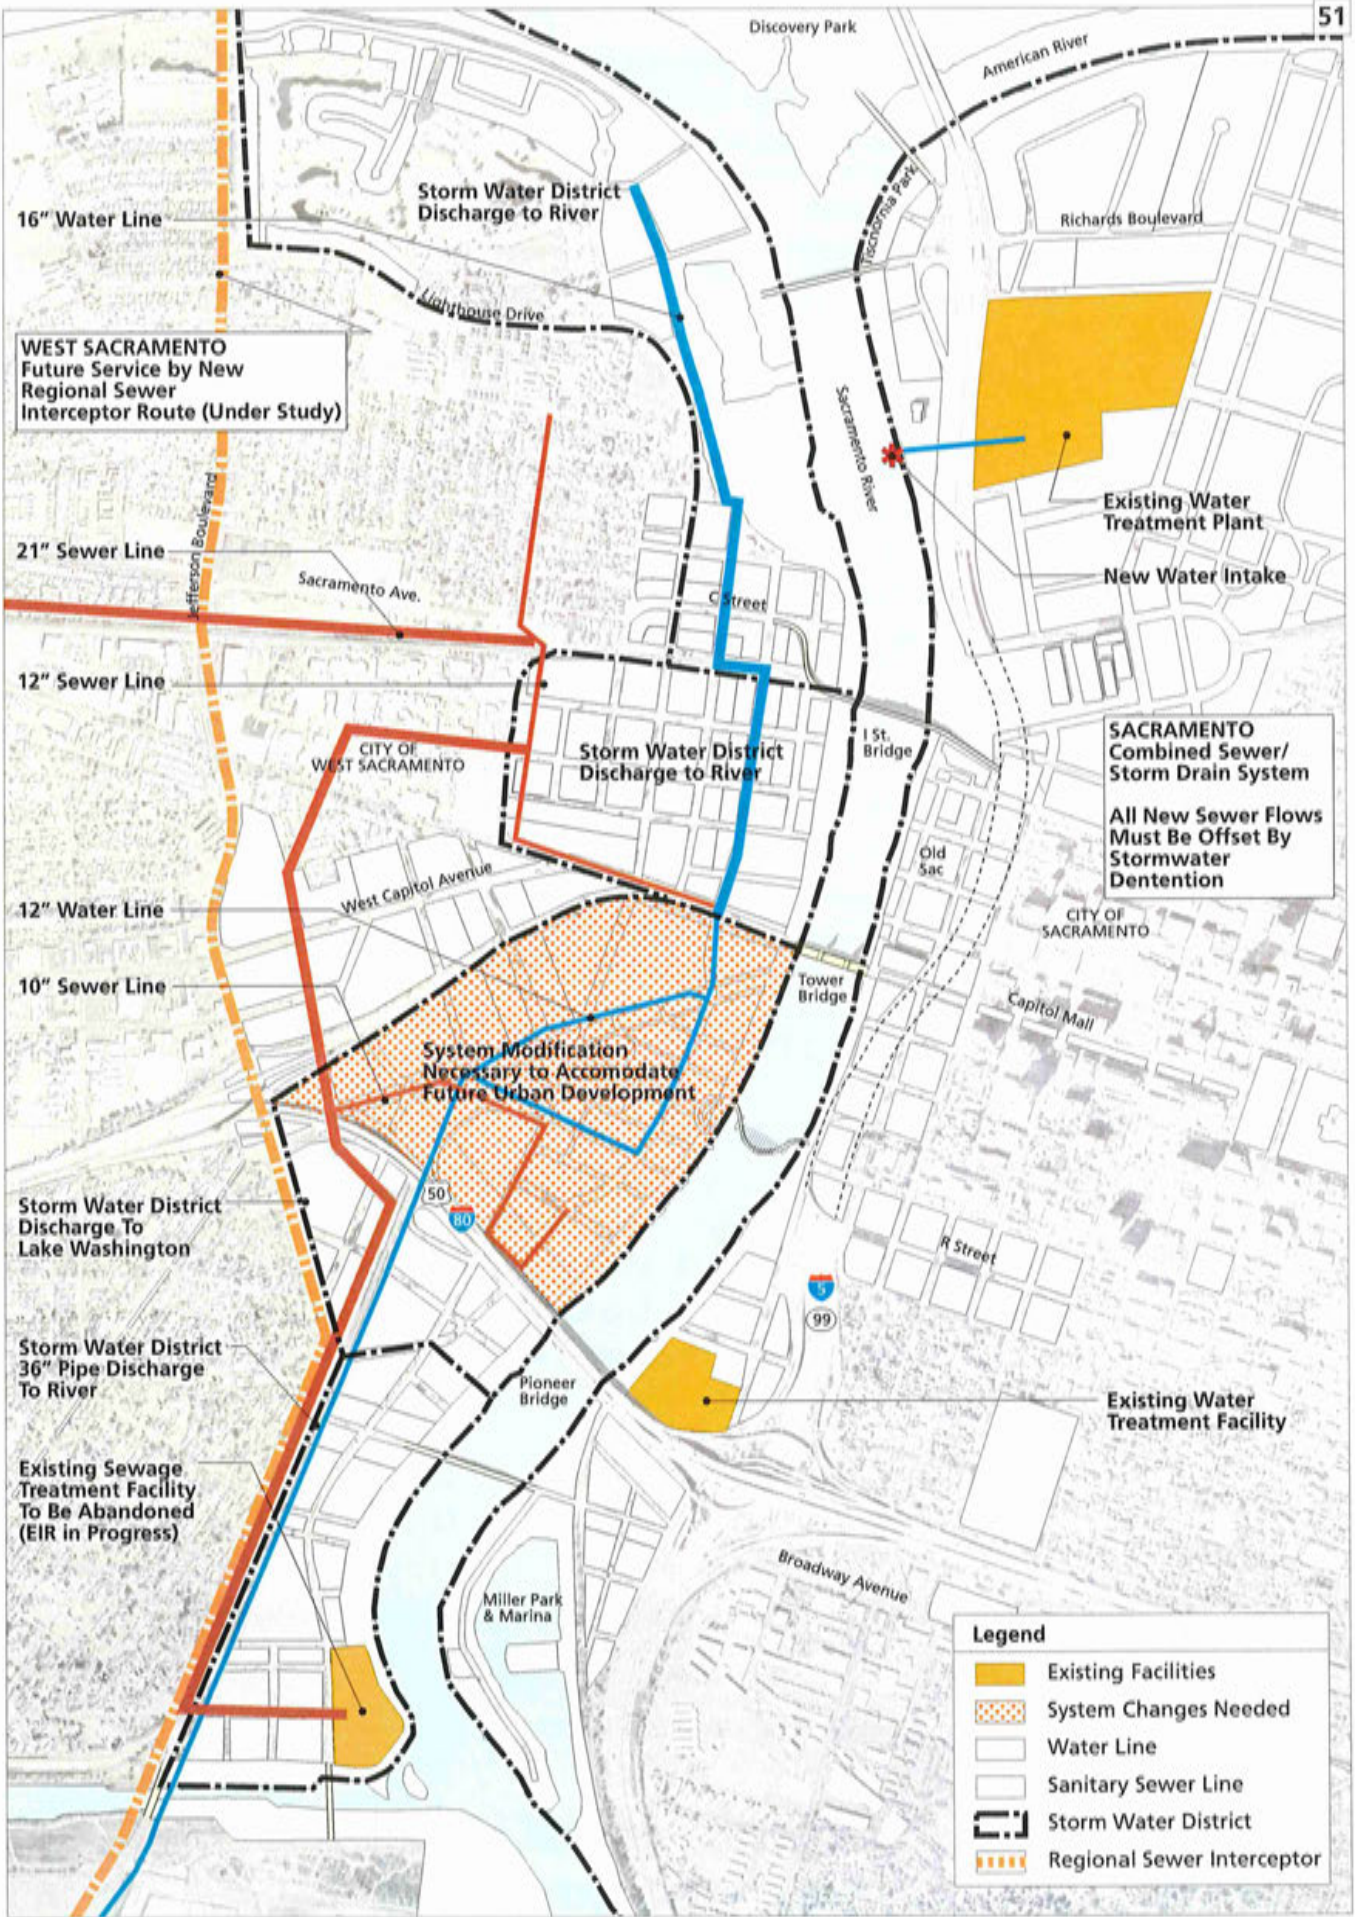 51
Discovery Park
American River
Storm Water District
Discharge to River
16” Water Line
Tiscnornia Park
Richards Boulevard
Lighthouse Drive
WEST SACRAMENTO
Future Service by New
Regional Sewer
Interceptor Route (Under Study)
Sacramento River
Jefferson Boulevard
Existing Water
Treatment Plant
21” Sewer Line
Sacramento Ave.
New Water Intake
C Street
12” Sewer Line
CITY OF
WEST SACRAMENTO
Storm Water District
Discharge to River
I St.
Bridge
SACRAMENTO
Combined Sewer/
Storm Drain System
All New Sewer Flows
Must Be Offset By
Stormwater
Dentention
Old
Sac
West Capitol Avenue
12” Water Line
CITY OF
SACRAMENTO
10” Sewer Line
Tower
Bridge
Capitol Mall
System Modification
Necessary to Accomodate
Future Urban Development
50
80
Storm Water District
Discharge To
Lake Washington
R Street
5
99
Storm Water District
36” Pipe Discharge
To River
Pioneer
Bridge
Existing Water
Treatment Facility
Existing Sewage
Treatment Facility
To Be Abandoned
(EIR in Progress)
Broadway Avenue
Miller Park
& Marina
Legend
Existing Facilities
System Changes Needed
Water Line
Sanitary Sewer Line
Storm Water District
Regional Sewer Interceptor